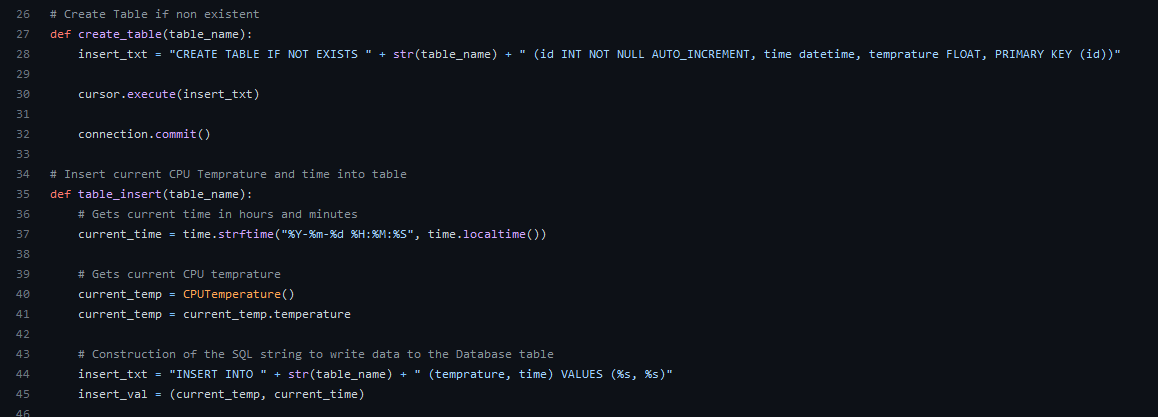 26 # Create Table if non existent
27 def create_table(table_name):
28     insert_txt = "CREATE TABLE IF NOT EXISTS " + str(table_name) + " (id INT NOT NULL AUTO_INCREMENT, time datetime, temprature FLOAT, PRIMARY KEY (id))"
29
30     cursor.execute(insert_txt)
31
32     connection.commit()
33
34 # Insert current CPU Temprature and time into table
35 def table_insert(table_name):
36     # Gets current time in hours and minutes
37     current_time = time.strftime("%Y-%m-%d %H:%M:%S", time.localtime())
38
39     # Gets current CPU temprature
40     current_temp = CPUTemperature()
41     current_temp = current_temp.temperature
42
43     # Construction of the SQL string to write data to the Database table
44     insert_txt = "INSERT INTO " + str(table_name) + " (temprature, time) VALUES (%s, %s)"
45     insert_val = (current_temp, current_time)
46